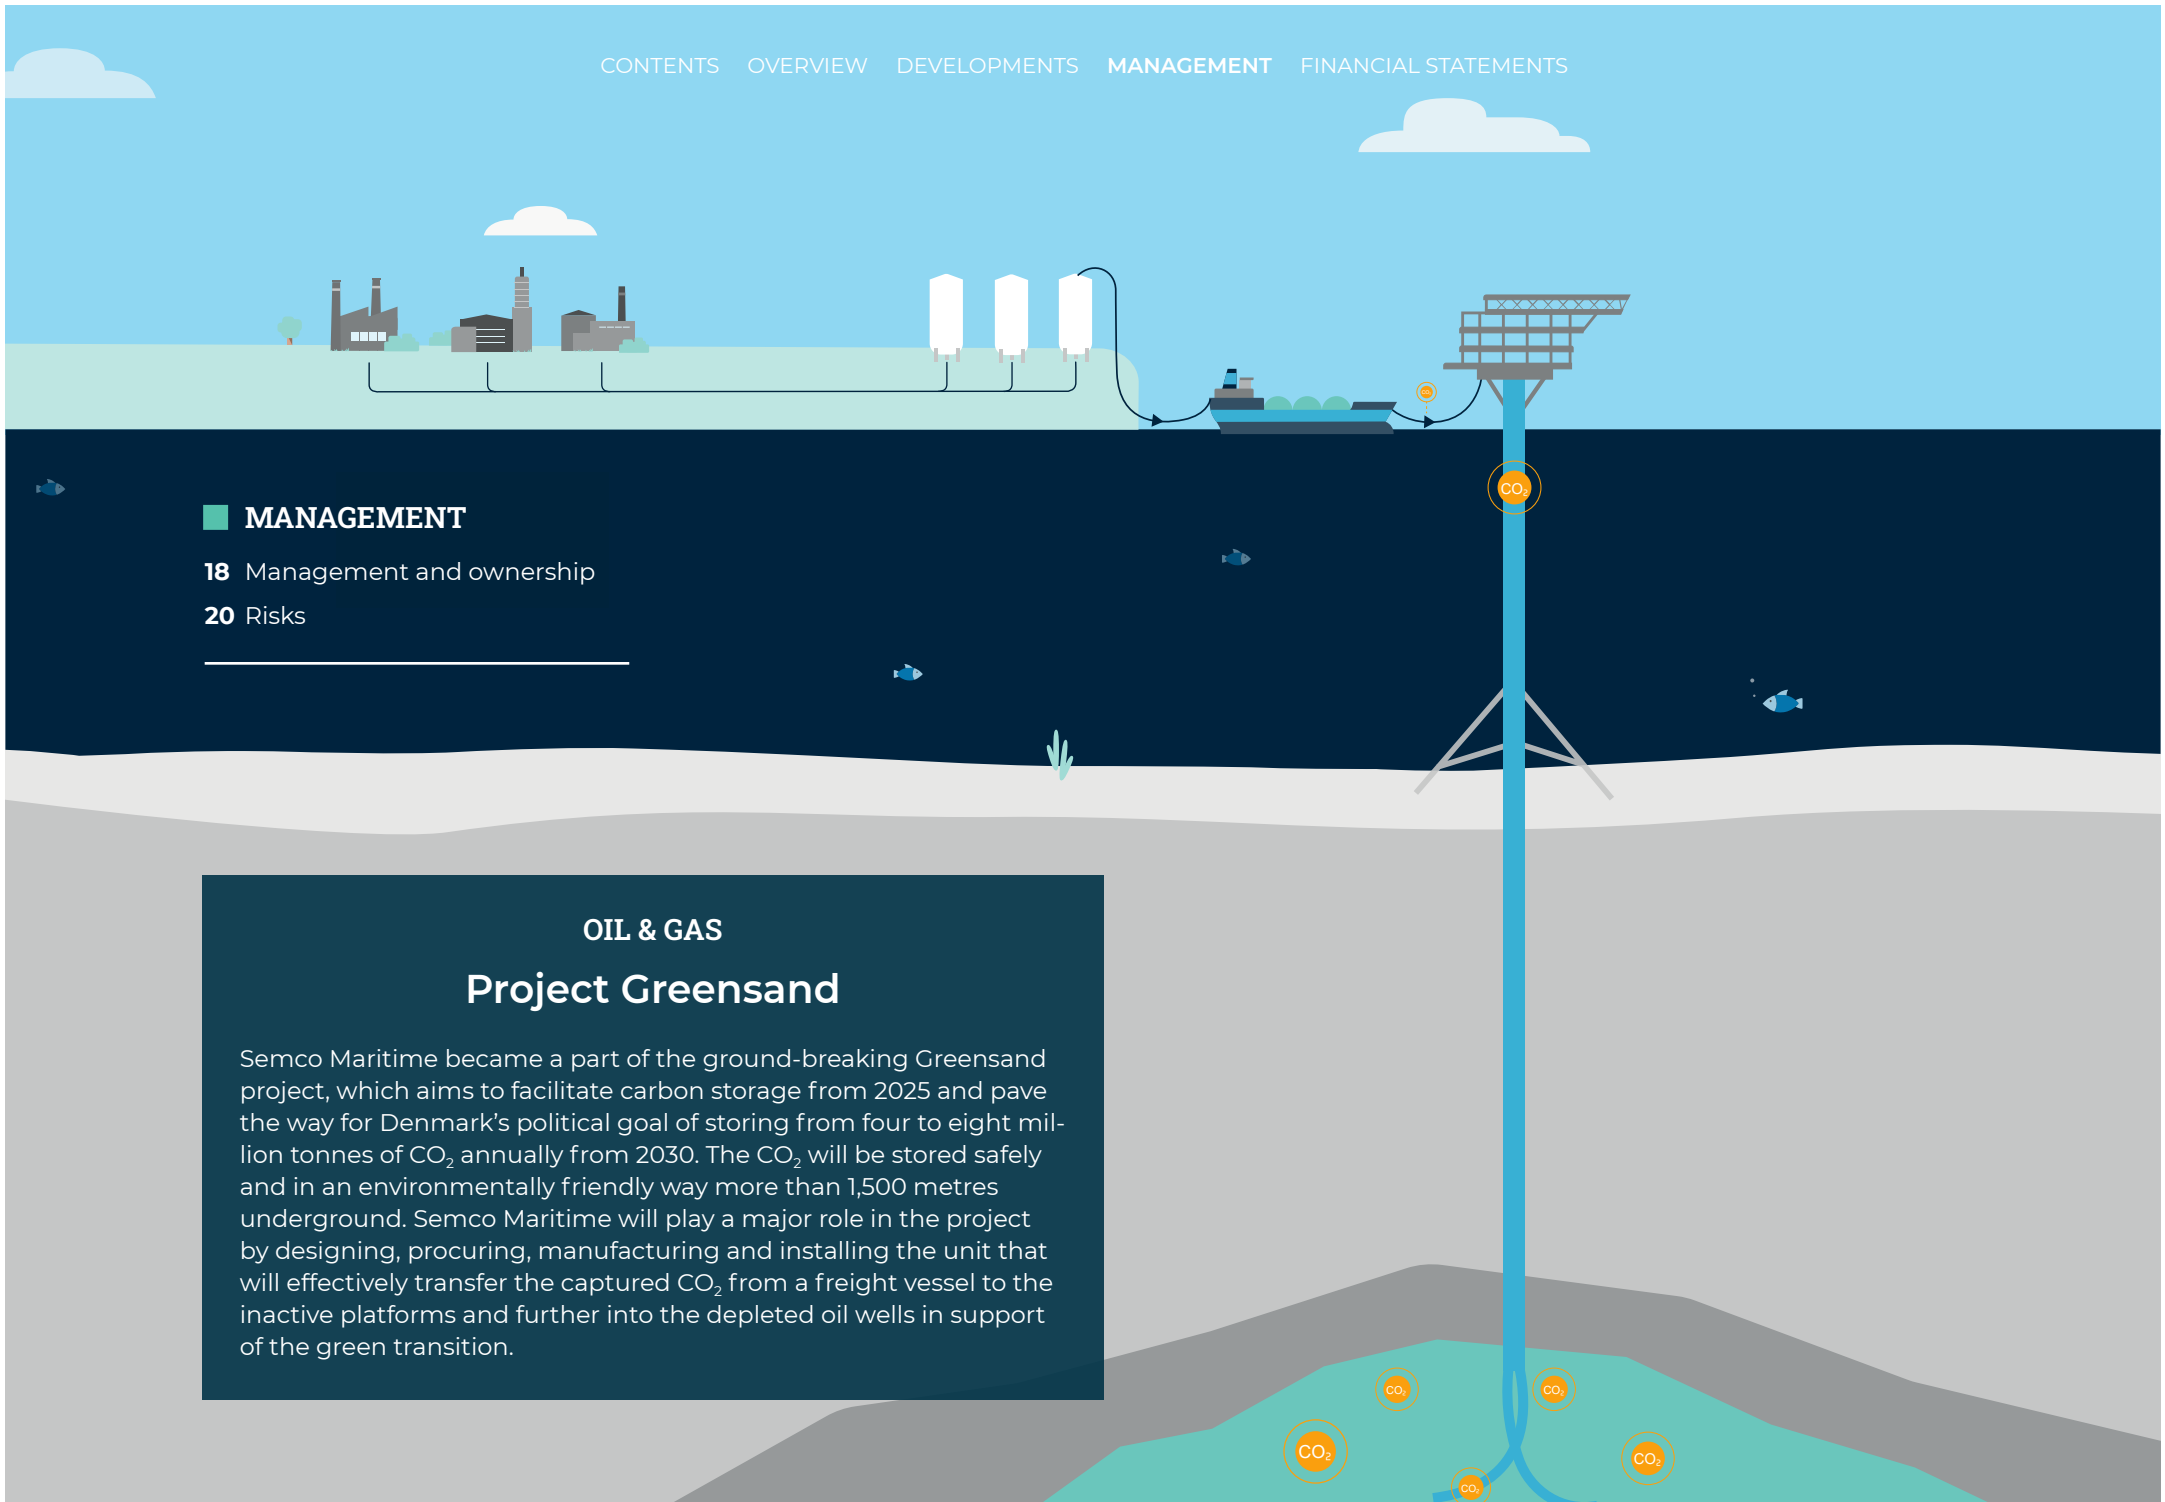 CONTENTS OVERVIEW DEVELOPMENTS MANAGEMENT FINANCIAL STATEMENTS
CO₂
MANAGEMENT
18 Management and ownership
20 Risks
OIL & GAS
Project Greensand
Semco Maritime became a part of the ground-breaking Greensand
project, which aims to facilitate carbon storage from 2025 and pave
the way for Denmark’s political goal of storing from four to eight mil-
lion tonnes of CO₂ annually from 2030. The CO₂ will be stored safely
and in an environmentally friendly way more than 1,500 metres
underground. Semco Maritime will play a major role in the project
by designing, procuring, manufacturing and installing the unit that
will effectively transfer the captured CO₂ from a freight vessel to the
inactive platforms and further into the depleted oil wells in support
of the green transition.
CO₂
CO₂
CO₂
CO₂
CO₂